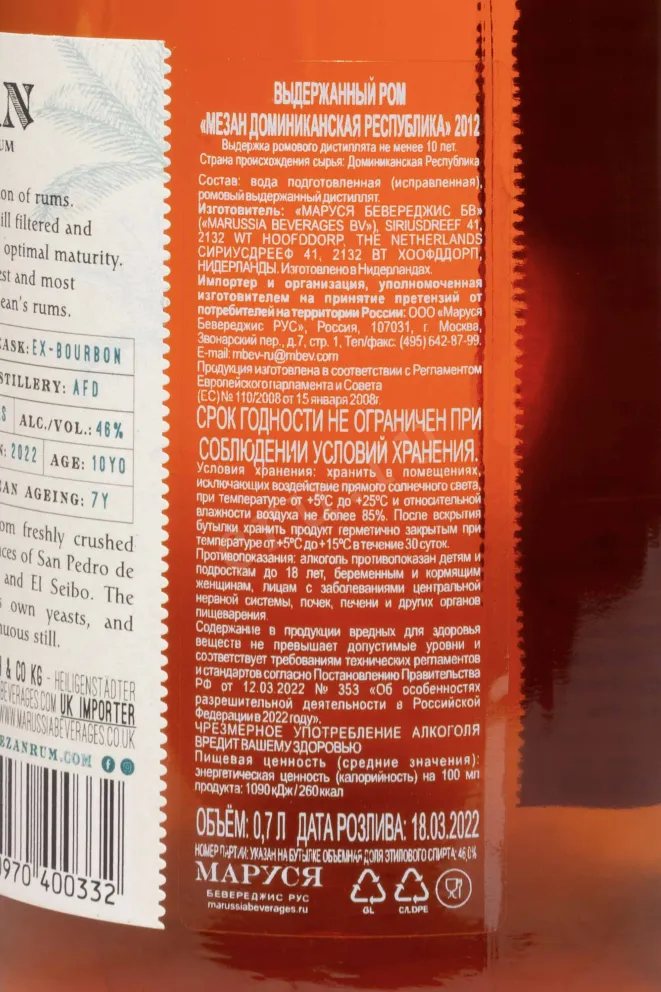 AN
UM
on of rums.
ill filtered and
optimal maturity.
est and most
ean's rums.
CASK: EX-BOURBON
STILLERY: AFD
S ALC./VOL.: 46%
: 2022 AGE: 10YO
AN AGEING: 7Y
om freshly crushed
ces of San Pedro de
and El Seibo. The
own yeasts, and
nuous still.
& CO KG - HEILIGENSTÄDTER
BEVERAGES.COM UK IMPORTER
WWW.MARUSSIABEVERAGES.CO.UK
EZANRUM.COM
970 400332
ВЫДЕРЖАННЫЙ РОМ
«МЕЗАН ДОМИНИКАНСКАЯ РЕСПУБЛИКА» 2012
Выдержка ромового дистиллята не менее 10 лет.
Страна происхождения сырья: Доминиканская Республика
Состав: вода подготовленная (исправленная),
ромовый выдержанный дистиллят.
Изготовитель: «МАРУСЯ БЕВЕРЕДЖИС БВ»
(«MARUSSIA BEVERAGES BV»), SIRIUSDREEF 41,
2132 WT HOOFDDORP, THE NETHERLANDS
СИРИУСДРЕЕФ 41, 2132 ВТ ХООФДДОРП,
НИДЕРЛАНДЫ. Изготовлено в Нидерландах.
Импортер и организация, уполномоченная
изготовителем на принятие претензий от
потребителей на территории России: ООО «Маруся
Бевереджис РУС», Россия, 107031, г. Москва,
Звонарский пер., д.7, стр. 1, Тел/факс: (495) 642-87-99.
E-mail: mbev-ru@mbev.com
Продукция изготовлена в соответствии с Регламентом
Европейского парламента и Совета
(ЕС) № 110/2008 от 15 января 2008г.
СРОК ГОДНОСТИ НЕ ОГРАНИЧЕН ПРИ
СОБЛЮДЕНИИ УСЛОВИЙ ХРАНЕНИЯ.
Условия хранения: хранить в помещениях,
исключающих воздействие прямого солнечного света,
при температуре от +5°С до +25°С и относительной
влажности воздуха не более 85%. После вскрытия
бутылки хранить продукт герметично закрытым при
температуре от +5°С до +15°С в течение 30 суток.
Противопоказания: алкоголь противопоказан детям и
подросткам до 18 лет, беременным и кормящим
женщинам, лицам с заболеваниями центральной
нервной системы, почек, печени и других органов
пищеварения.
Содержание в продукции вредных для здоровья
веществ не превышает допустимые уровни и
соответствует требованиям технических регламентов
и стандартов согласно Постановлению Правительства
РФ от 12.03.2022 № 353 «Об особенностях
разрешительной деятельности в Российской
Федерации в 2022 году».
ЧРЕЗМЕРНОЕ УПОТРЕБЛЕНИЕ АЛКОГОЛЯ
ВРЕДИТ ВАШЕМУ ЗДОРОВЬЮ
Пищевая ценность (средние значения):
энергетическая ценность (калорийность) на 100 мл
продукта: 1090 кДж / 260 ккал
ОБЪЁМ: 0,7 Л ДАТА РОЗЛИВА: 18.03.2022
НОМЕР ПАРТИИ: УКАЗАН НА БУТЫЛКЕ ОБЪЕМНАЯ ДОЛЯ ЭТИЛОВОГО СПИРТА: 46,0%
МАРУСЯ
БЕВЕРЕДЖИС РУС
marussiabeverages.ru
GL
C/LDPE